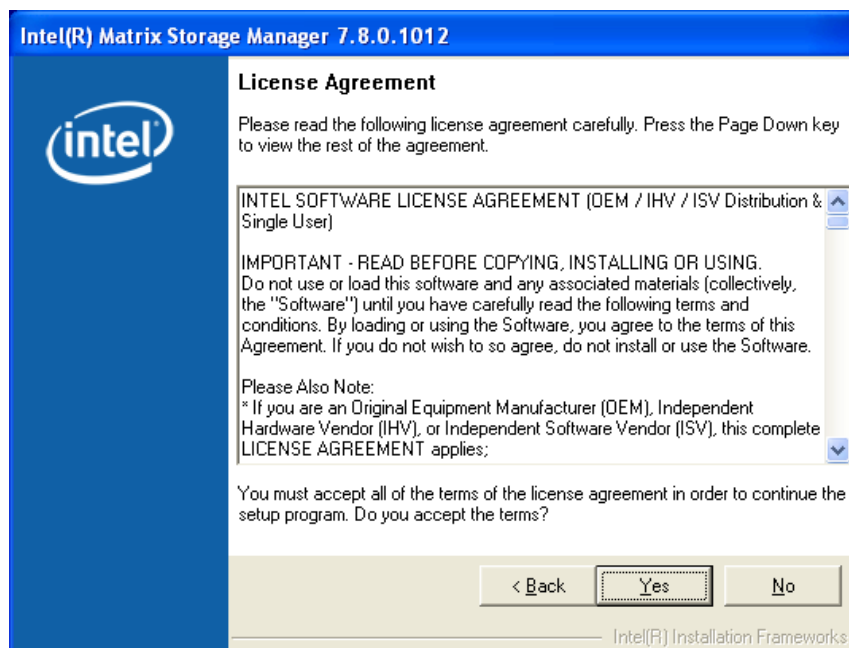 Intel(R) Matrix Storage Manager 7.8.0.1012
intel
License Agreement
Please read the following license agreement carefully. Press the Page Down key
to view the rest of the agreement.
INTEL SOFTWARE LICENSE AGREEMENT (OEM / IHV / ISV Distribution &
Single User)
IMPORTANT - READ BEFORE COPYING, INSTALLING OR USING.
Do not use or load this software and any associated materials (collectively,
the "Software") until you have carefully read the following terms and
conditions. By loading or using the Software, you agree to the terms of this
Agreement. If you do not wish to so agree, do not install or use the Software.
Please Also Note:
* If you are an Original Equipment Manufacturer (OEM), Independent
Hardware Vendor (IHV), or Independent Software Vendor (ISV), this complete
LICENSE AGREEMENT applies;
You must accept all of the terms of the license agreement in order to continue the
setup program. Do you accept the terms?
< Back Yes No
Intel(R) Installation Frameworks